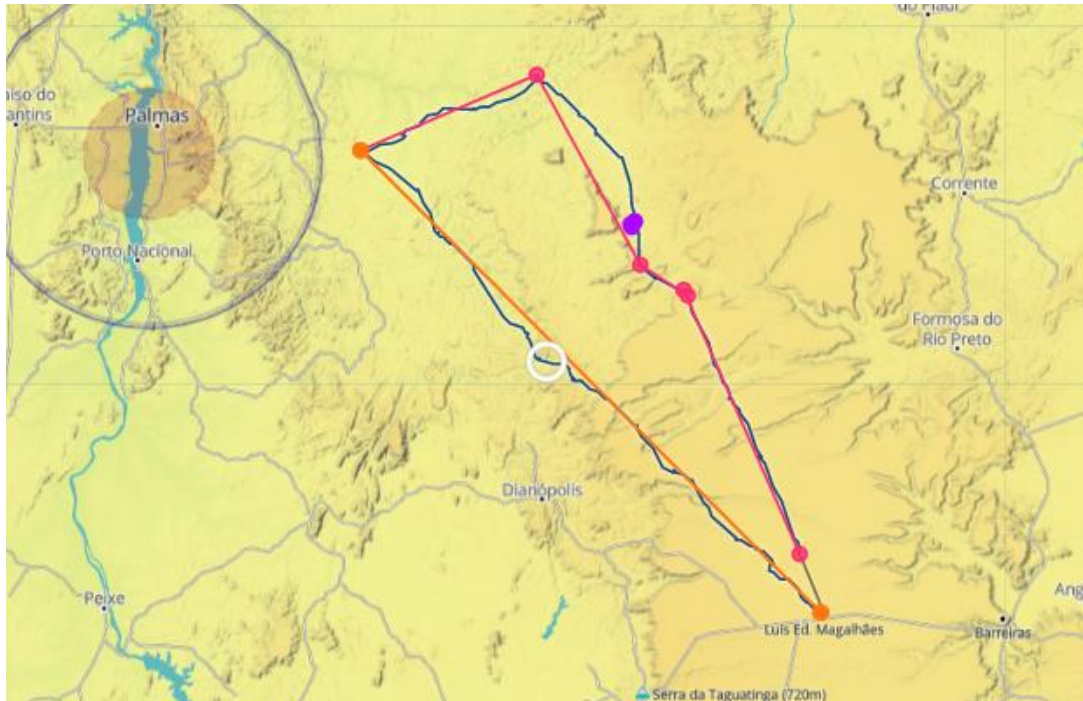 do Piauí
aiso do
antins
Palmas
Corrente
Porto Nacional
Formosa do
Rio Preto
Dianópolis
Peixe
Ang
Luís Ed. Magalhães
Barreiras
Serra da Taguatinga (720m)